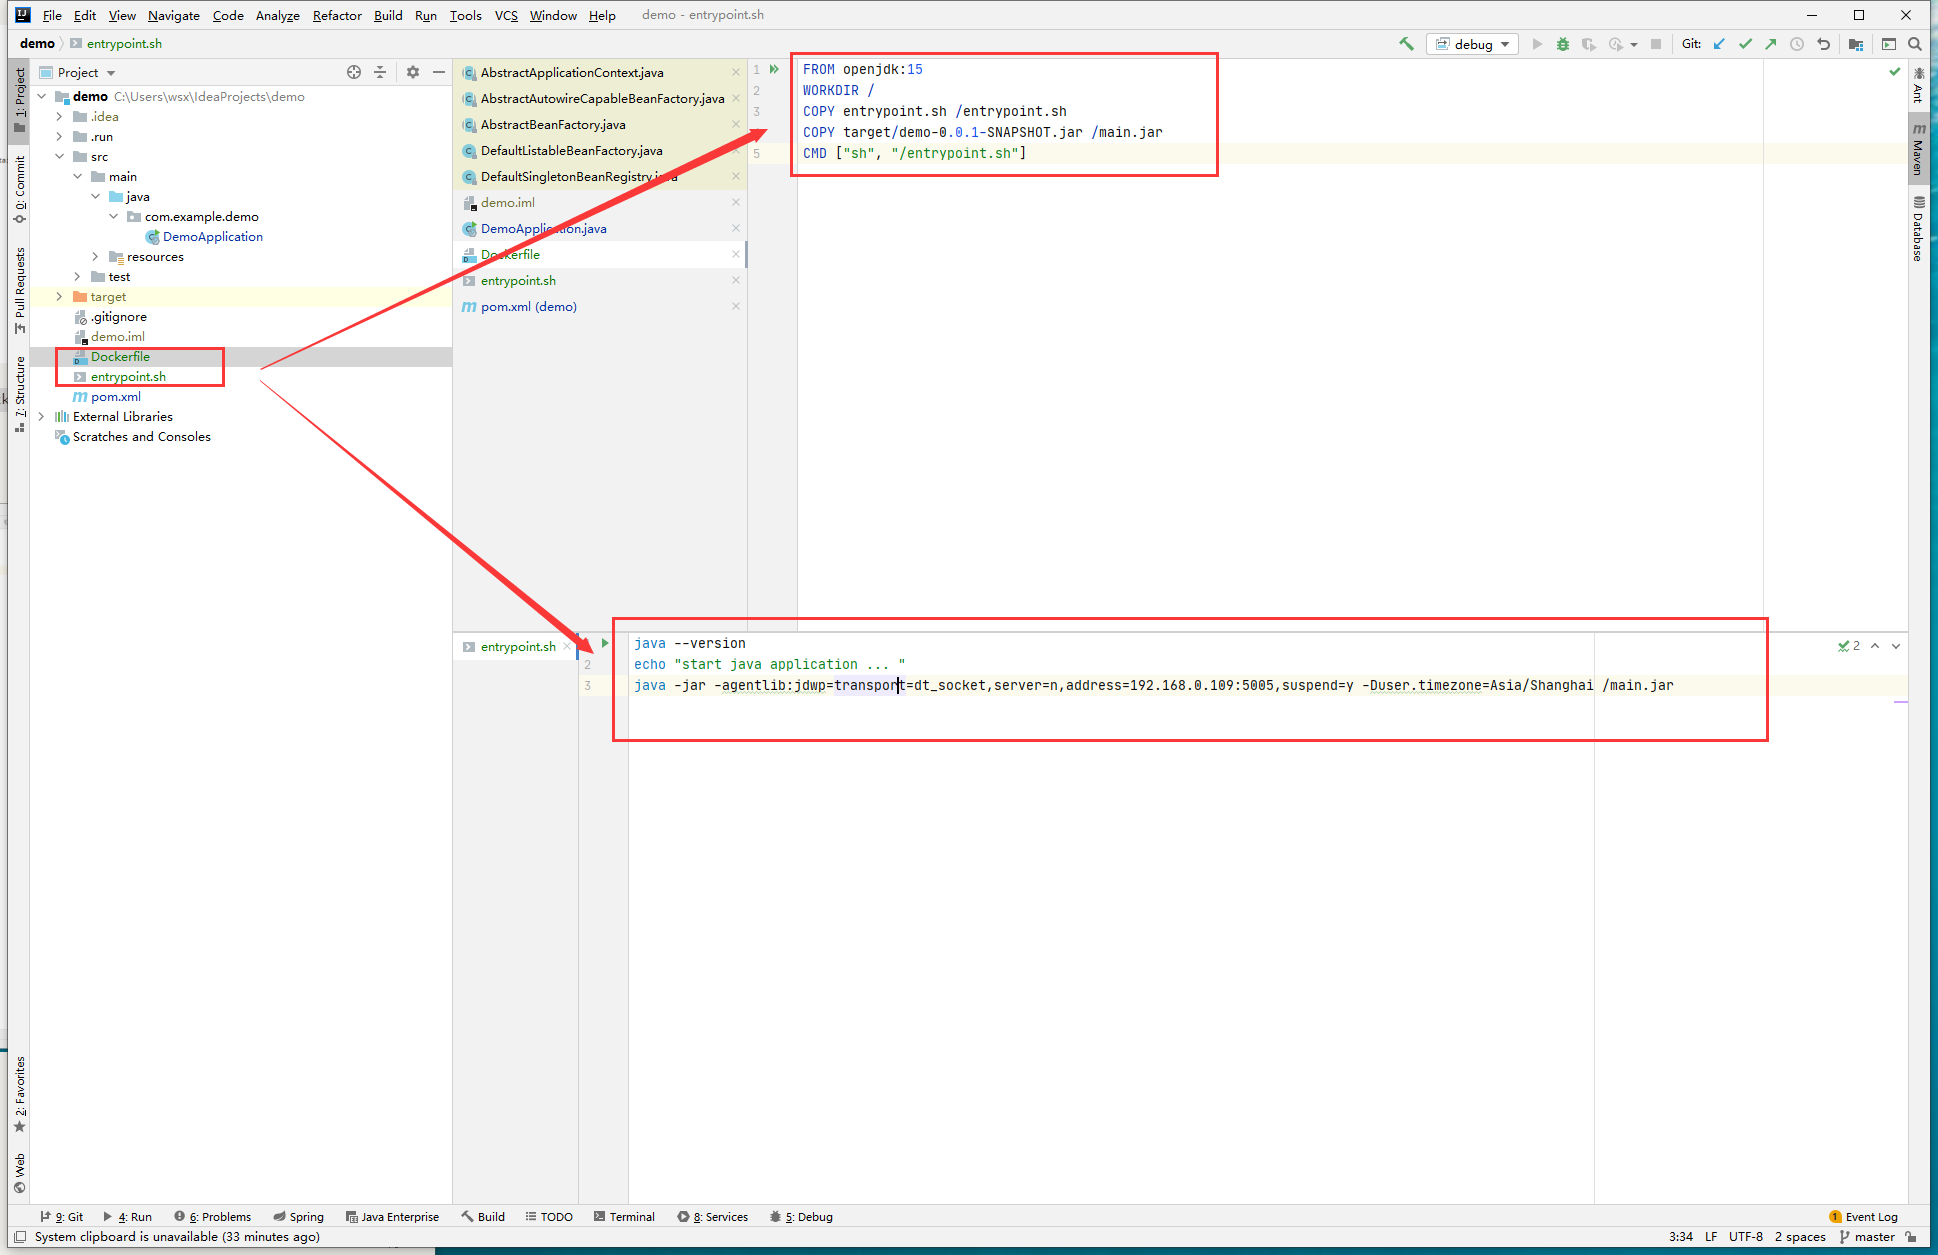 File Edit View Navigate Code Analyze Refactor Build Run Tools VCS Window Help demo - entrypoint.sh
demo entrypoint.sh debug Git:
Project
demo C:\Users\wsx\IdeaProjects\demo
.idea
.run
src
main
java
com.example.demo
DemoApplication
resources
test
target
.gitignore
demo.iml
Dockerfile
entrypoint.sh
pom.xml
External Libraries
Scratches and Consoles
1: Project
0: Commit
Pull Requests
7: Structure
2: Favorites
Web
AbstractApplicationContext.java
AbstractAutowireCapableBeanFactory.java
AbstractBeanFactory.java
DefaultListableBeanFactory.java
DefaultSingletonBeanRegistry.java
demo.iml
DemoApplication.java
Dockerfile
entrypoint.sh
pom.xml (demo)
1 FROM openjdk:15
2 WORKDIR /
3 COPY entrypoint.sh /entrypoint.sh
COPY target/demo-0.0.1-SNAPSHOT.jar /main.jar
5 CMD ["sh", "/entrypoint.sh"]
Ant
Maven
Database
entrypoint.sh
java --version
2 echo "start java application ... "
3 java -jar -agentlib:jdwp=transport=dt_socket,server=n,address=192.168.0.109:5005,suspend=y -Duser.timezone=Asia/Shanghai /main.jar
2
9: Git 4: Run 6: Problems Spring Java Enterprise Build TODO Terminal 8: Services 5: Debug 1 Event Log
System clipboard is unavailable (33 minutes ago) 3:34 LF UTF-8 2 spaces master